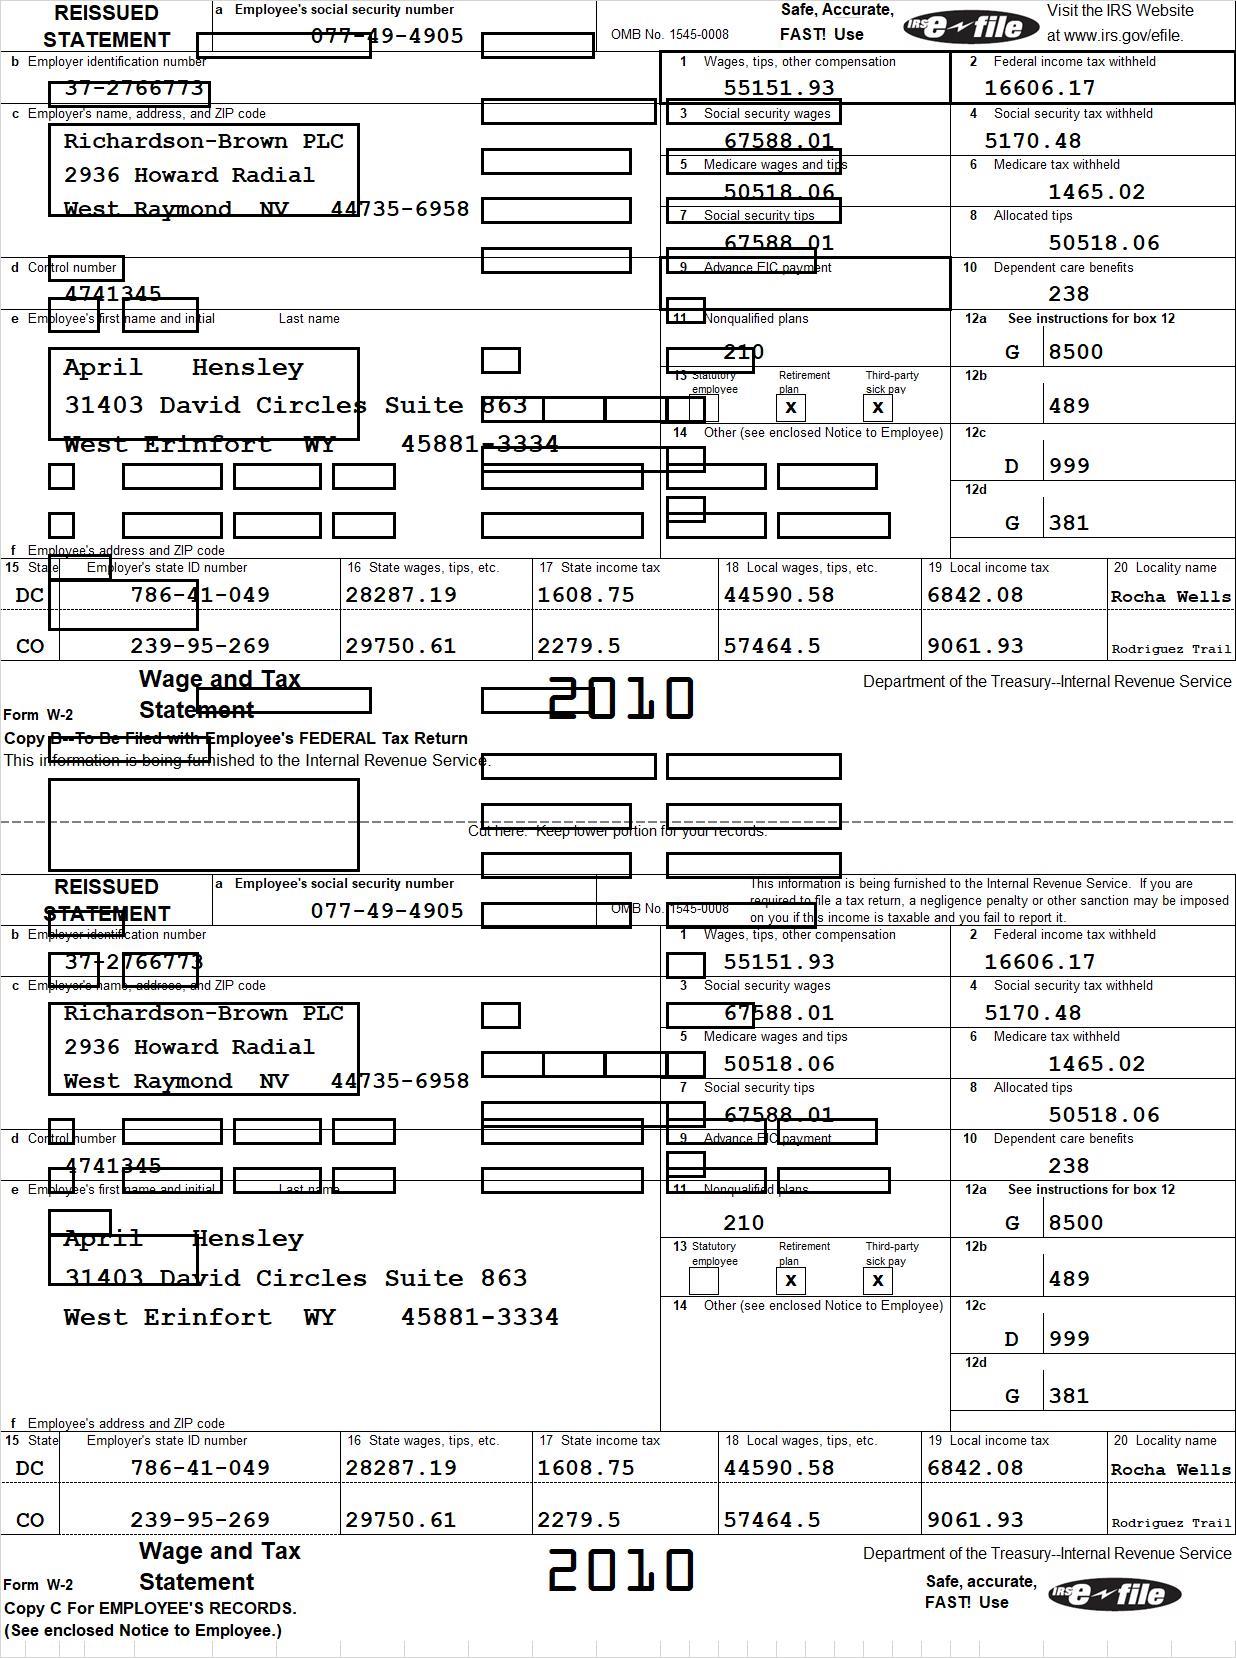 REISSUED STATEMENT
a Employee's social security number
077-49-4905
OMB No. 1545-0008
Safe, Accurate, FAST! Use
IRS e-file
Visit the IRS Website at www.irs.gov/efile.
b Employer identification number
37-2766773
1 Wages, tips, other compensation
55151.93
2 Federal income tax withheld
16606.17
c Employer's name, address, and ZIP code
Richardson-Brown PLC
2936 Howard Radial
West Raymond NV 44735-6958
3 Social security wages
67588.01
4 Social security tax withheld
5170.48
5 Medicare wages and tips
50518.06
6 Medicare tax withheld
1465.02
7 Social security tips
67588.01
8 Allocated tips
50518.06
d Control number
4741345
9 Advance EIC payment
10 Dependent care benefits
238
e Employee's first name and initial Last name
April Hensley
31403 David Circles Suite 863
West Erinfort WY 45881-3334
11 Nonqualified plans
210
12a See instructions for box 12
G 8500
13 Statutory employee Retirement plan Third-party sick pay
X X
12b
489
14 Other (see enclosed Notice to Employee)
12c
D 999
12d
G 381
f Employee's address and ZIP code
15 State Employer's state ID number 16 State wages, tips, etc. 17 State income tax 18 Local wages, tips, etc. 19 Local income tax 20 Locality name
DC 786-41-049 28287.19 1608.75 44590.58 6842.08 Rocha Wells
CO 239-95-269 29750.61 2279.5 57464.5 9061.93 Rodriguez Trail
Form W-2
Wage and Tax Statement
2010
Department of the Treasury--Internal Revenue Service
Copy B--To Be Filed with Employee's FEDERAL Tax Return
This information is being furnished to the Internal Revenue Service.
Cut here. Keep lower portion for your records.
REISSUED STATEMENT
a Employee's social security number
077-49-4905
OMB No. 1545-0008
This information is being furnished to the Internal Revenue Service. If you are
required to file a tax return, a negligence penalty or other sanction may be imposed
on you if this income is taxable and you fail to report it.
b Employer identification number
37-2766773
1 Wages, tips, other compensation
55151.93
2 Federal income tax withheld
16606.17
c Employer's name, address, and ZIP code
Richardson-Brown PLC
2936 Howard Radial
West Raymond NV 44735-6958
3 Social security wages
67588.01
4 Social security tax withheld
5170.48
5 Medicare wages and tips
50518.06
6 Medicare tax withheld
1465.02
7 Social security tips
67588.01
8 Allocated tips
50518.06
d Control number
4741345
9 Advance EIC payment
10 Dependent care benefits
238
e Employee's first name and initial Last name
April Hensley
31403 David Circles Suite 863
West Erinfort WY 45881-3334
11 Nonqualified plans
210
12a See instructions for box 12
G 8500
13 Statutory employee Retirement plan Third-party sick pay
X X
12b
489
14 Other (see enclosed Notice to Employee)
12c
D 999
12d
G 381
f Employee's address and ZIP code
15 State Employer's state ID number 16 State wages, tips, etc. 17 State income tax 18 Local wages, tips, etc. 19 Local income tax 20 Locality name
DC 786-41-049 28287.19 1608.75 44590.58 6842.08 Rocha Wells
CO 239-95-269 29750.61 2279.5 57464.5 9061.93 Rodriguez Trail
Form W-2
Wage and Tax Statement
2010
Department of the Treasury--Internal Revenue Service
Safe, accurate, FAST! Use
IRS e-file
Copy C For EMPLOYEE'S RECORDS.
(See enclosed Notice to Employee.)